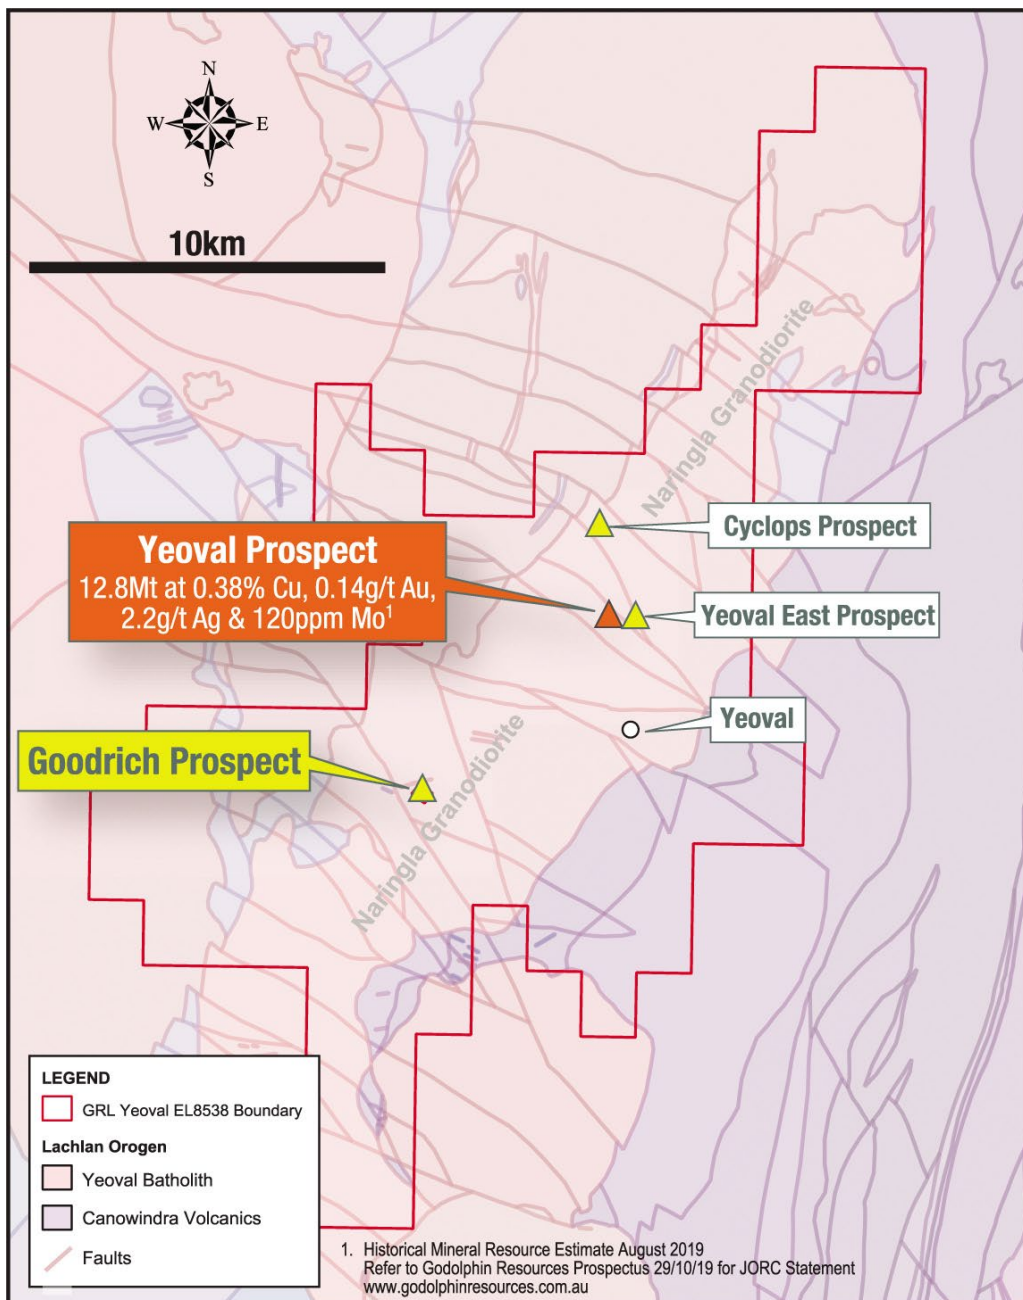 N
W E
S
10km
Naringla Granodiorite
Cyclops Prospect
Yeoval Prospect
12.8Mt at 0.38% Cu, 0.14g/t Au,
2.2g/t Ag & 120ppm Mo¹
Yeoval East Prospect
Yeoval
Goodrich Prospect
Naringla Granodiorite
LEGEND
GRL Yeoval EL8538 Boundary
Lachlan Orogen
Yeoval Batholith
Canowindra Volcanics
Faults
1. Historical Mineral Resource Estimate August 2019
Refer to Godolphin Resources Prospectus 29/10/19 for JORC Statement
www.godolphinresources.com.au